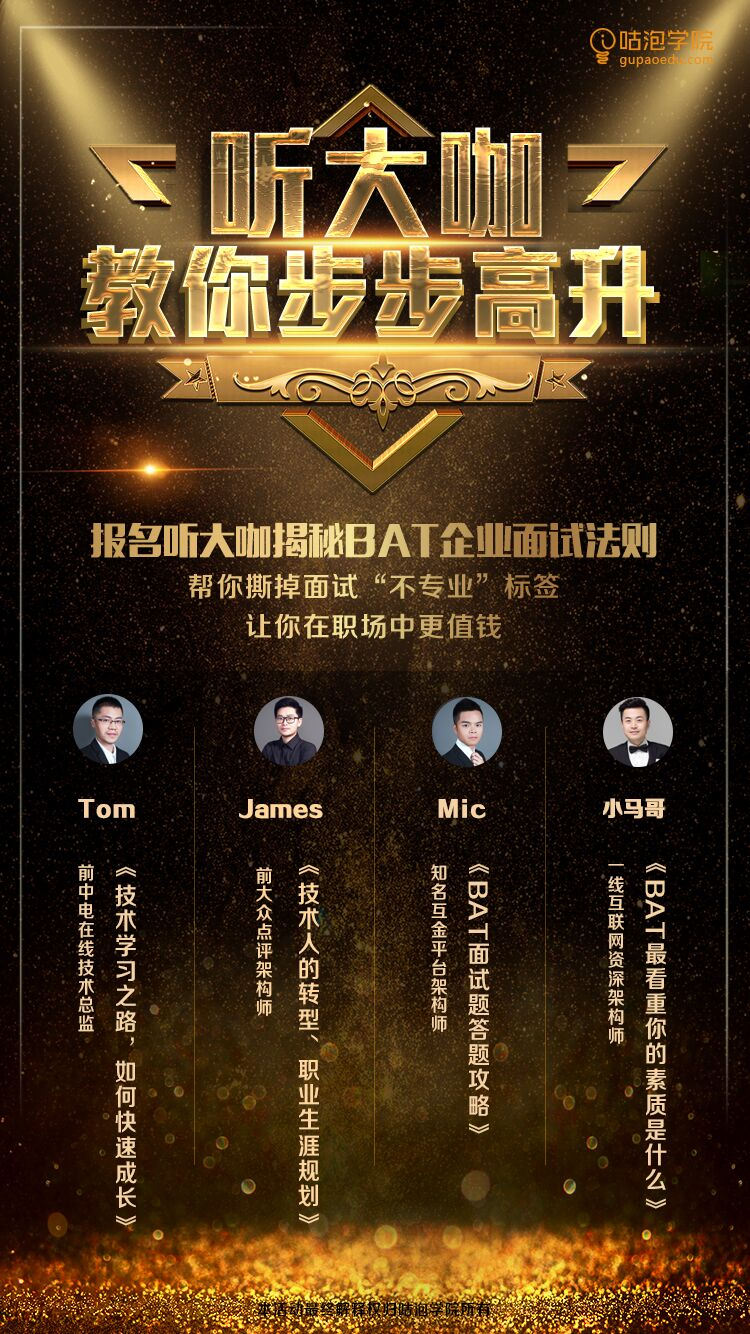 咕泡学院
gupaoedu.com
听大咖
教你步步高升
报名听大咖揭秘BAT企业面试法则
帮你撕掉面试“不专业”标签
让你在职场中更值钱
Tom
《技术学习之路，如何快速成长》
前中电在线技术总监
James
《技术人的转型、职业生涯规划》
前大众点评架构师
Mic
《BAT面试题答题攻略》
知名互金平台架构师
小马哥
《BAT最看重你的素质是什么》
一线互联网资深架构师
本活动最终解释权归咕泡学院所有